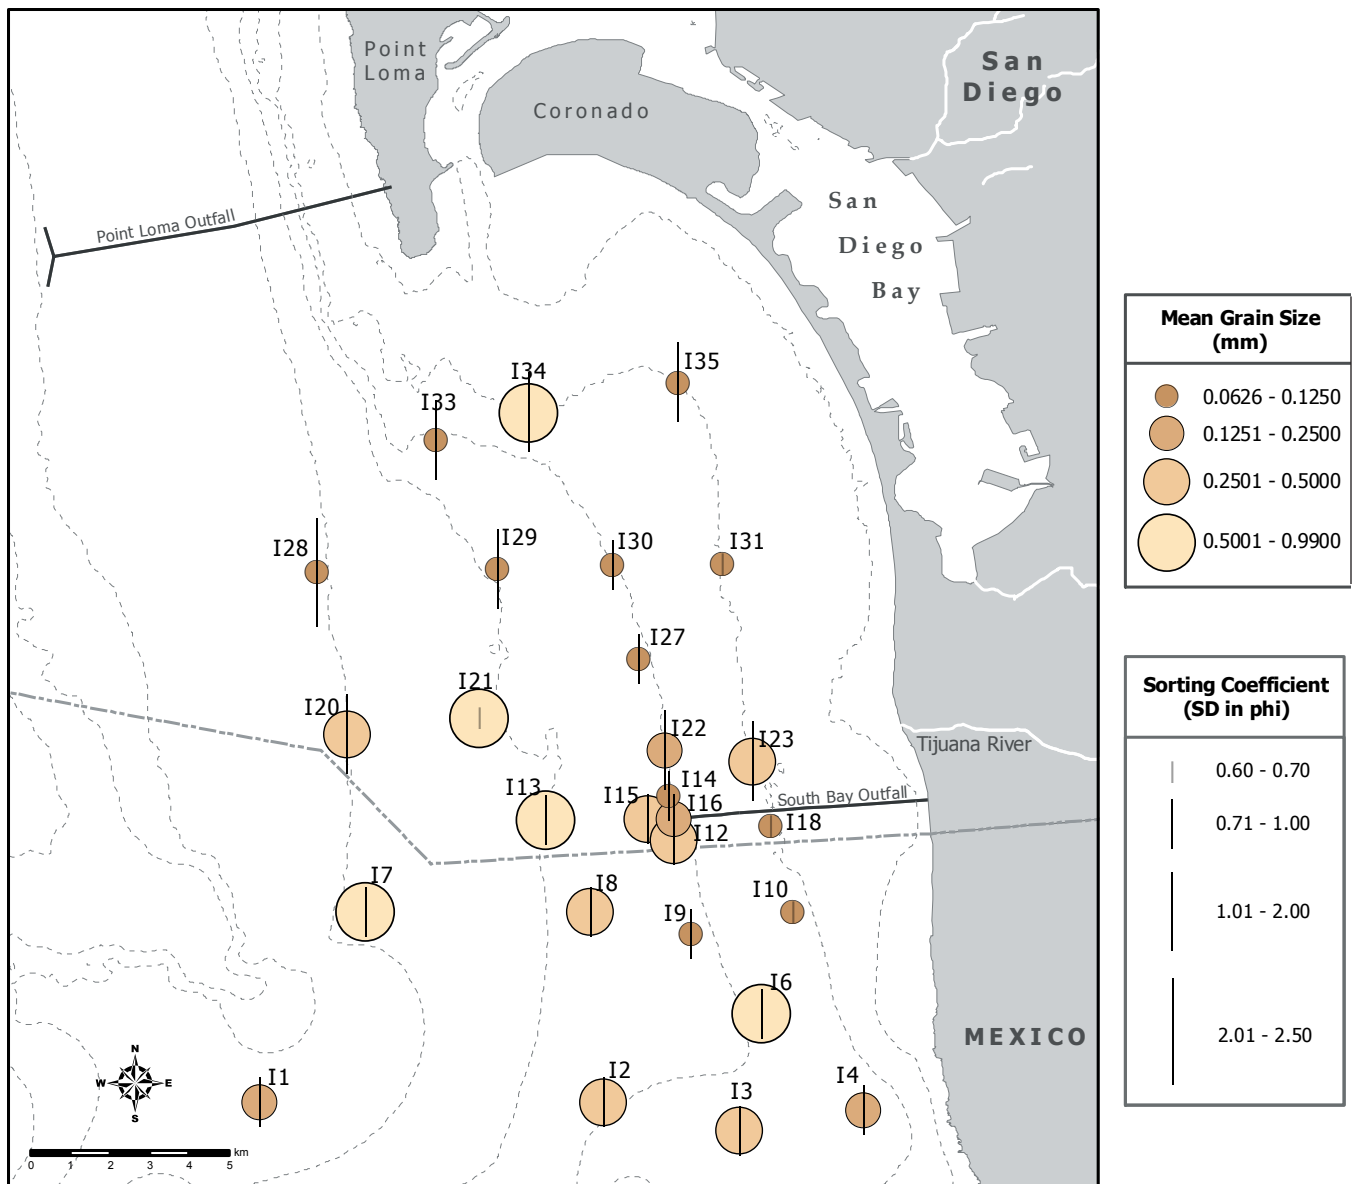 Point
Loma
Coronado
San
Diego
San
Diego
Bay
Point Loma Outfall
I35
I34
I33
I28
I29
I30
I31
I27
I21
I20
I22
I23
Tijuana River
I14
I13
I15
I16
South Bay Outfall
I18
I12
I7
I8
I10
I9
I6
MEXICO
I1
I2
I3
I4
N
W
E
S
km
0
1
2
3
4
5
Mean Grain Size
(mm)
0.0626 - 0.1250
0.1251 - 0.2500
0.2501 - 0.5000
0.5001 - 0.9900
Sorting Coefficient
(SD in phi)
0.60 - 0.70
0.71 - 1.00
1.01 - 2.00
2.01 - 2.50